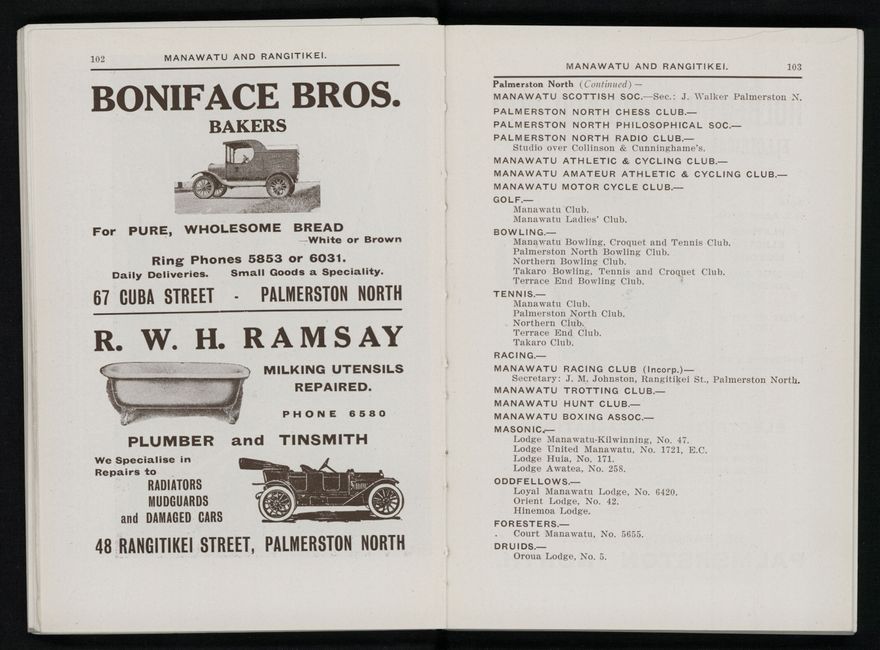 102
MANAWATU AND RANGITIKEI.
BONIFACE BROS.
BAKERS
For PURE, WHOLESOME BREAD
—White or Brown
Ring Phones 5853 or 6031.
Daily Deliveries. Small Goods a Speciality.
67 CUBA STREET - PALMERSTON NORTH
R. W. H. RAMSAY
MILKING UTENSILS
REPAIRED.
PHONE 6580
PLUMBER and TINSMITH
We Specialise in
Repairs to
RADIATORS
MUDGUARDS
and DAMAGED CARS
48 RANGITIKEI STREET, PALMERSTON NORTH
MANAWATU AND RANGITIKEI. 103
Palmerston North (Continued) —
MANAWATU SCOTTISH SOC.—Sec.: J. Walker Palmerston N.
PALMERSTON NORTH CHESS CLUB.—
PALMERSTON NORTH PHILOSOPHICAL SOC.—
PALMERSTON NORTH RADIO CLUB.—
Studio over Collinson & Cunninghame's.
MANAWATU ATHLETIC & CYCLING CLUB.—
MANAWATU AMATEUR ATHLETIC & CYCLING CLUB.—
MANAWATU MOTOR CYCLE CLUB.—
GOLF.—
Manawatu Club.
Manawatu Ladies' Club.
BOWLING.—
Manawatu Bowling, Croquet and Tennis Club.
Palmerston North Bowling Club.
Northern Bowling Club.
Takaro Bowling, Tennis and Croquet Club.
Terrace End Bowling Club.
TENNIS.—
Manawatu Club.
Palmerston North Club.
Northern Club.
Terrace End Club.
Takaro Club.
RACING.—
MANAWATU RACING CLUB (Incorp.)—
Secretary: J. M. Johnston, Rangitikei St., Palmerston North.
MANAWATU TROTTING CLUB.—
MANAWATU HUNT CLUB.—
MANAWATU BOXING ASSOC.—
MASONIC.—
Lodge Manawatu-Kilwinning, No. 47.
Lodge United Manawatu, No. 1721, E.C.
Lodge Huia, No. 171.
Lodge Awatea, No. 258.
ODDFELLOWS.—
Loyal Manawatu Lodge, No. 6420.
Orient Lodge, No. 42.
Hinemoa Lodge.
FORESTERS.—
Court Manawatu, No. 5655.
DRUIDS.—
Oroua Lodge, No. 5.